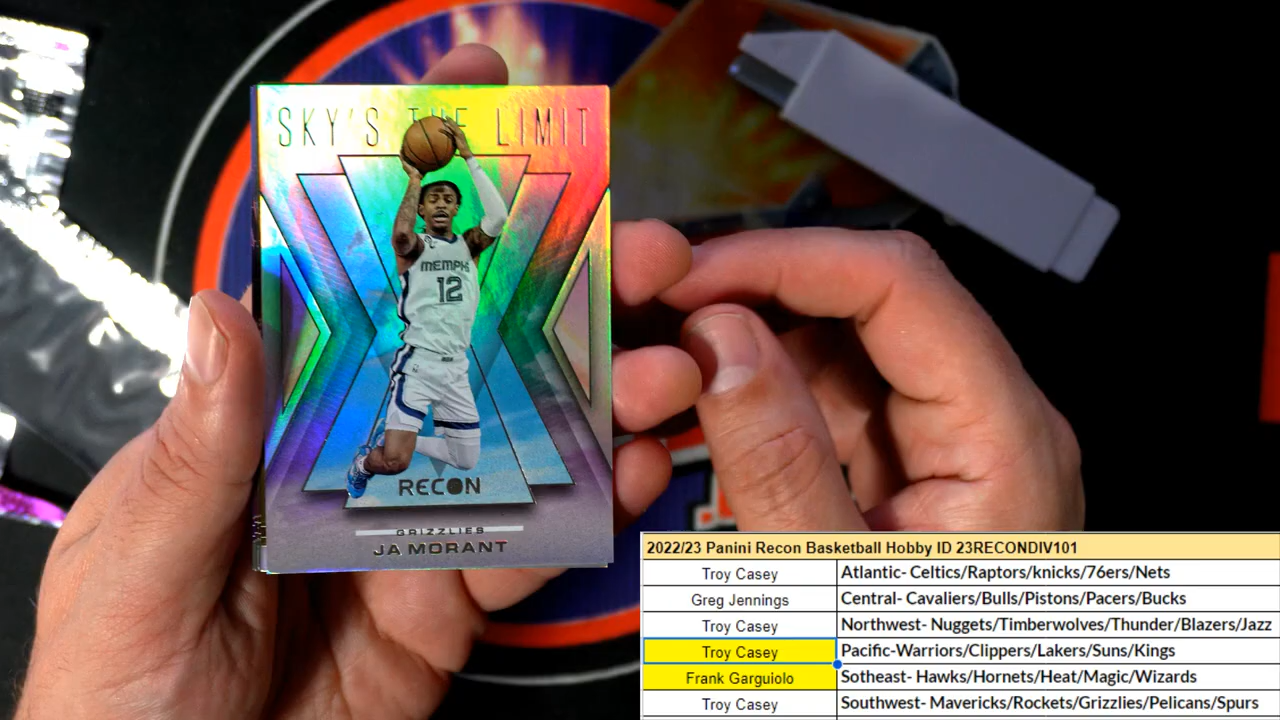 SKY'S THE LIMIT
MEMPHIS
12
RECON
GRIZZLIES
JA MORANT
2022/23 Panini Recon Basketball Hobby ID 23RECONDIV101
Troy Casey Atlantic- Celtics/Raptors/knicks/76ers/Nets
Greg Jennings Central- Cavaliers/Bulls/Pistons/Pacers/Bucks
Troy Casey Northwest- Nuggets/Timberwolves/Thunder/Blazers/Jazz
Troy Casey Pacific-Warriors/Clippers/Lakers/Suns/Kings
Frank Garguiolo Sotheast- Hawks/Hornets/Heat/Magic/Wizards
Troy Casey Southwest- Mavericks/Rockets/Grizzlies/Pelicans/Spurs